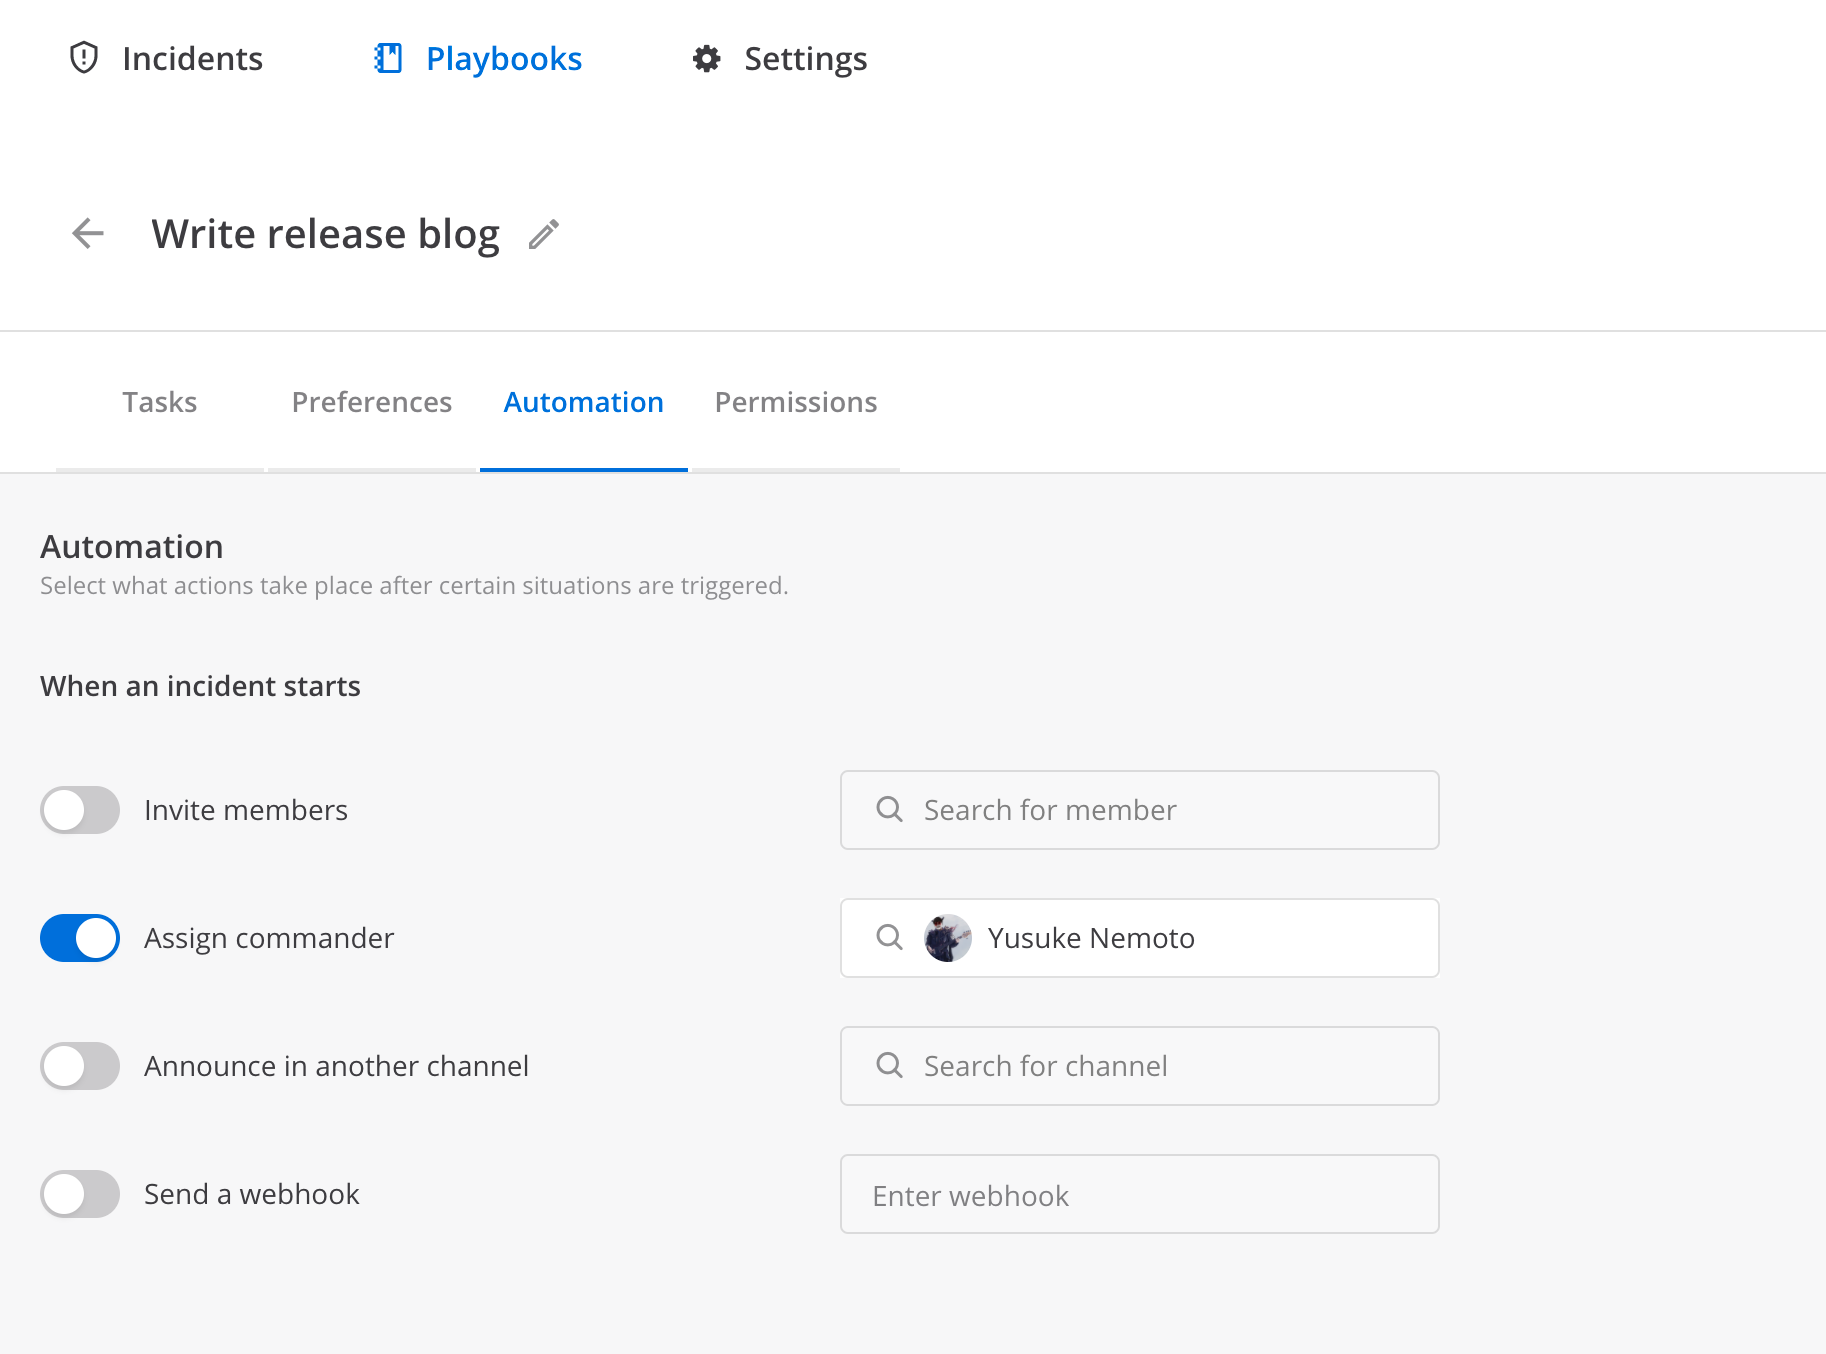 Incidents Playbooks Settings
Write release blog
Tasks Preferences Automation Permissions
Automation
Select what actions take place after certain situations are triggered.
When an incident starts
Invite members Search for member
Assign commander Yusuke Nemoto
Announce in another channel Search for channel
Send a webhook Enter webhook